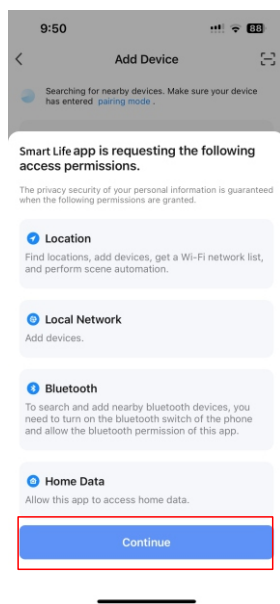 9:50
88
Add Device
Searching for nearby devices. Make sure your device
has entered pairing mode .
Smart Life app is requesting the following
access permissions.
The privacy security of your personal information is guaranteed
when the following permissions are granted.
Location
Find locations, add devices, get a Wi-Fi network list,
and perform scene automation.
Local Network
Add devices.
Bluetooth
To search and add nearby bluetooth devices, you
need to turn on the bluetooth switch of the phone
and allow the bluetooth permission of this app.
Home Data
Allow this app to access home data.
Continue